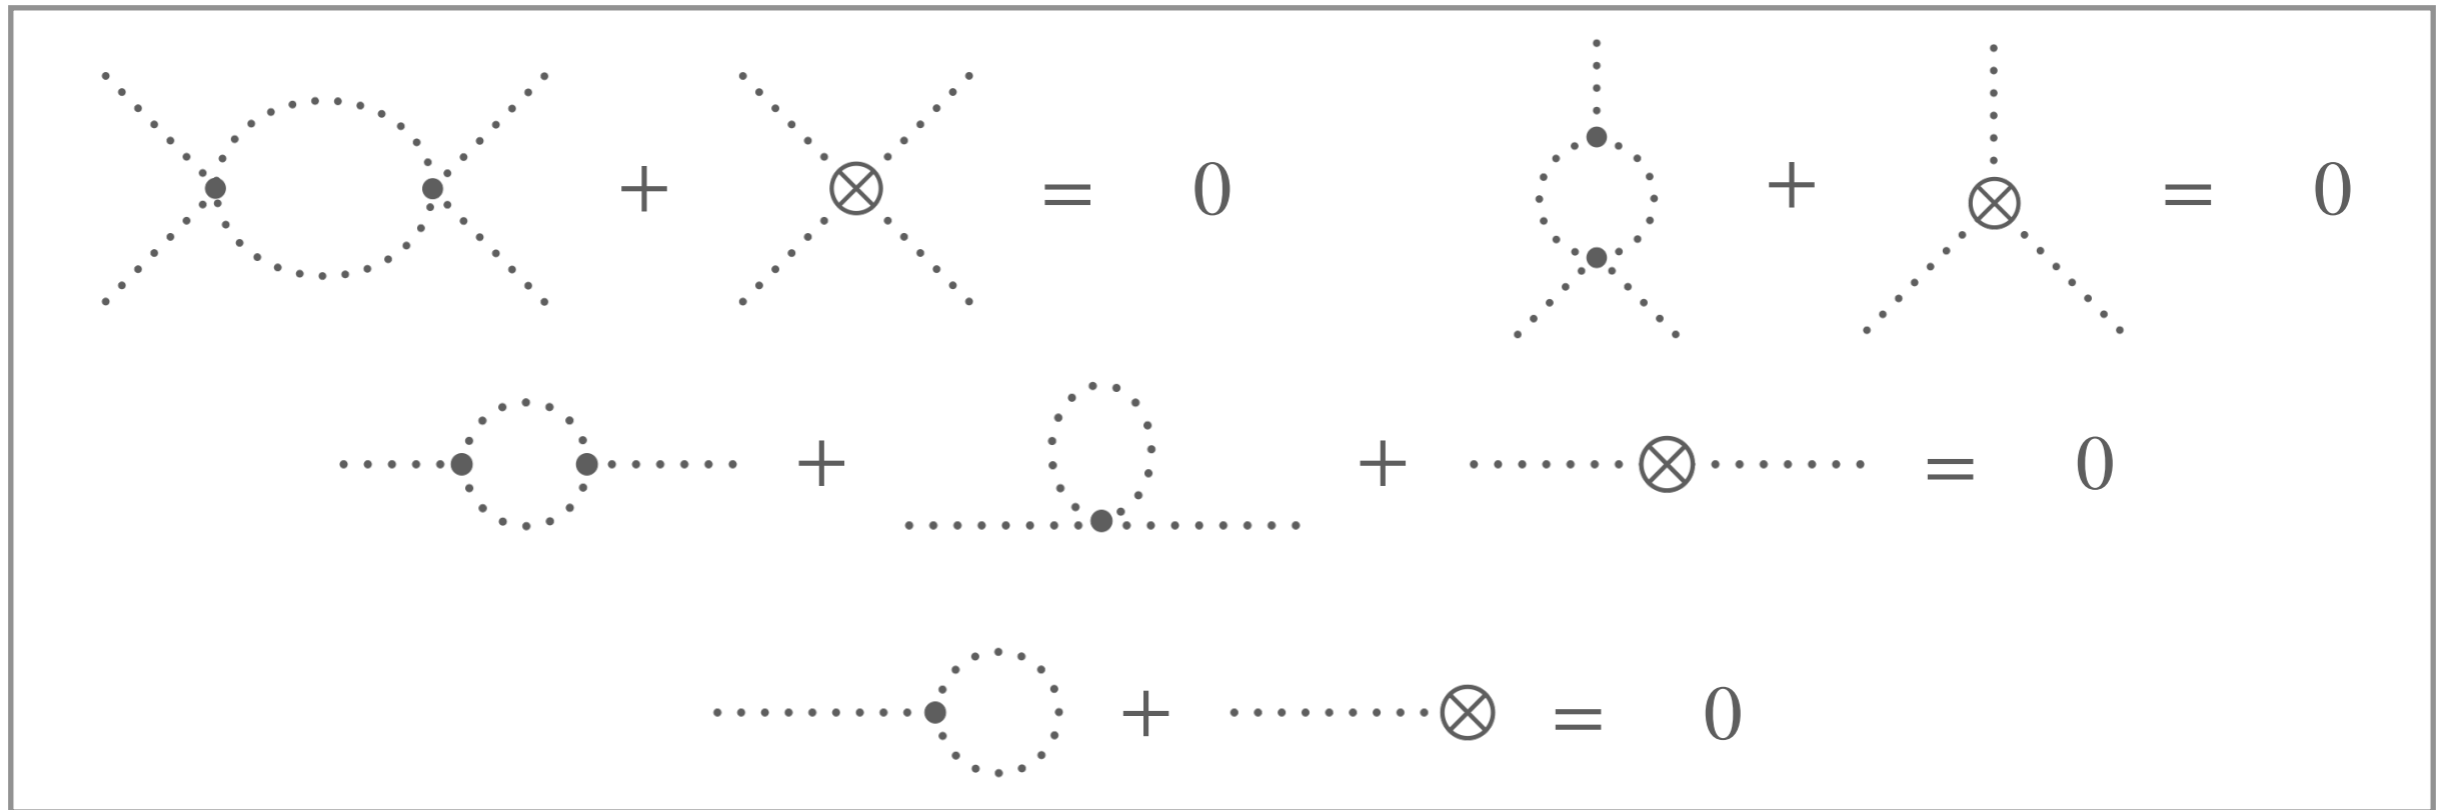 + = 0 + = 0
+ + = 0
+ = 0